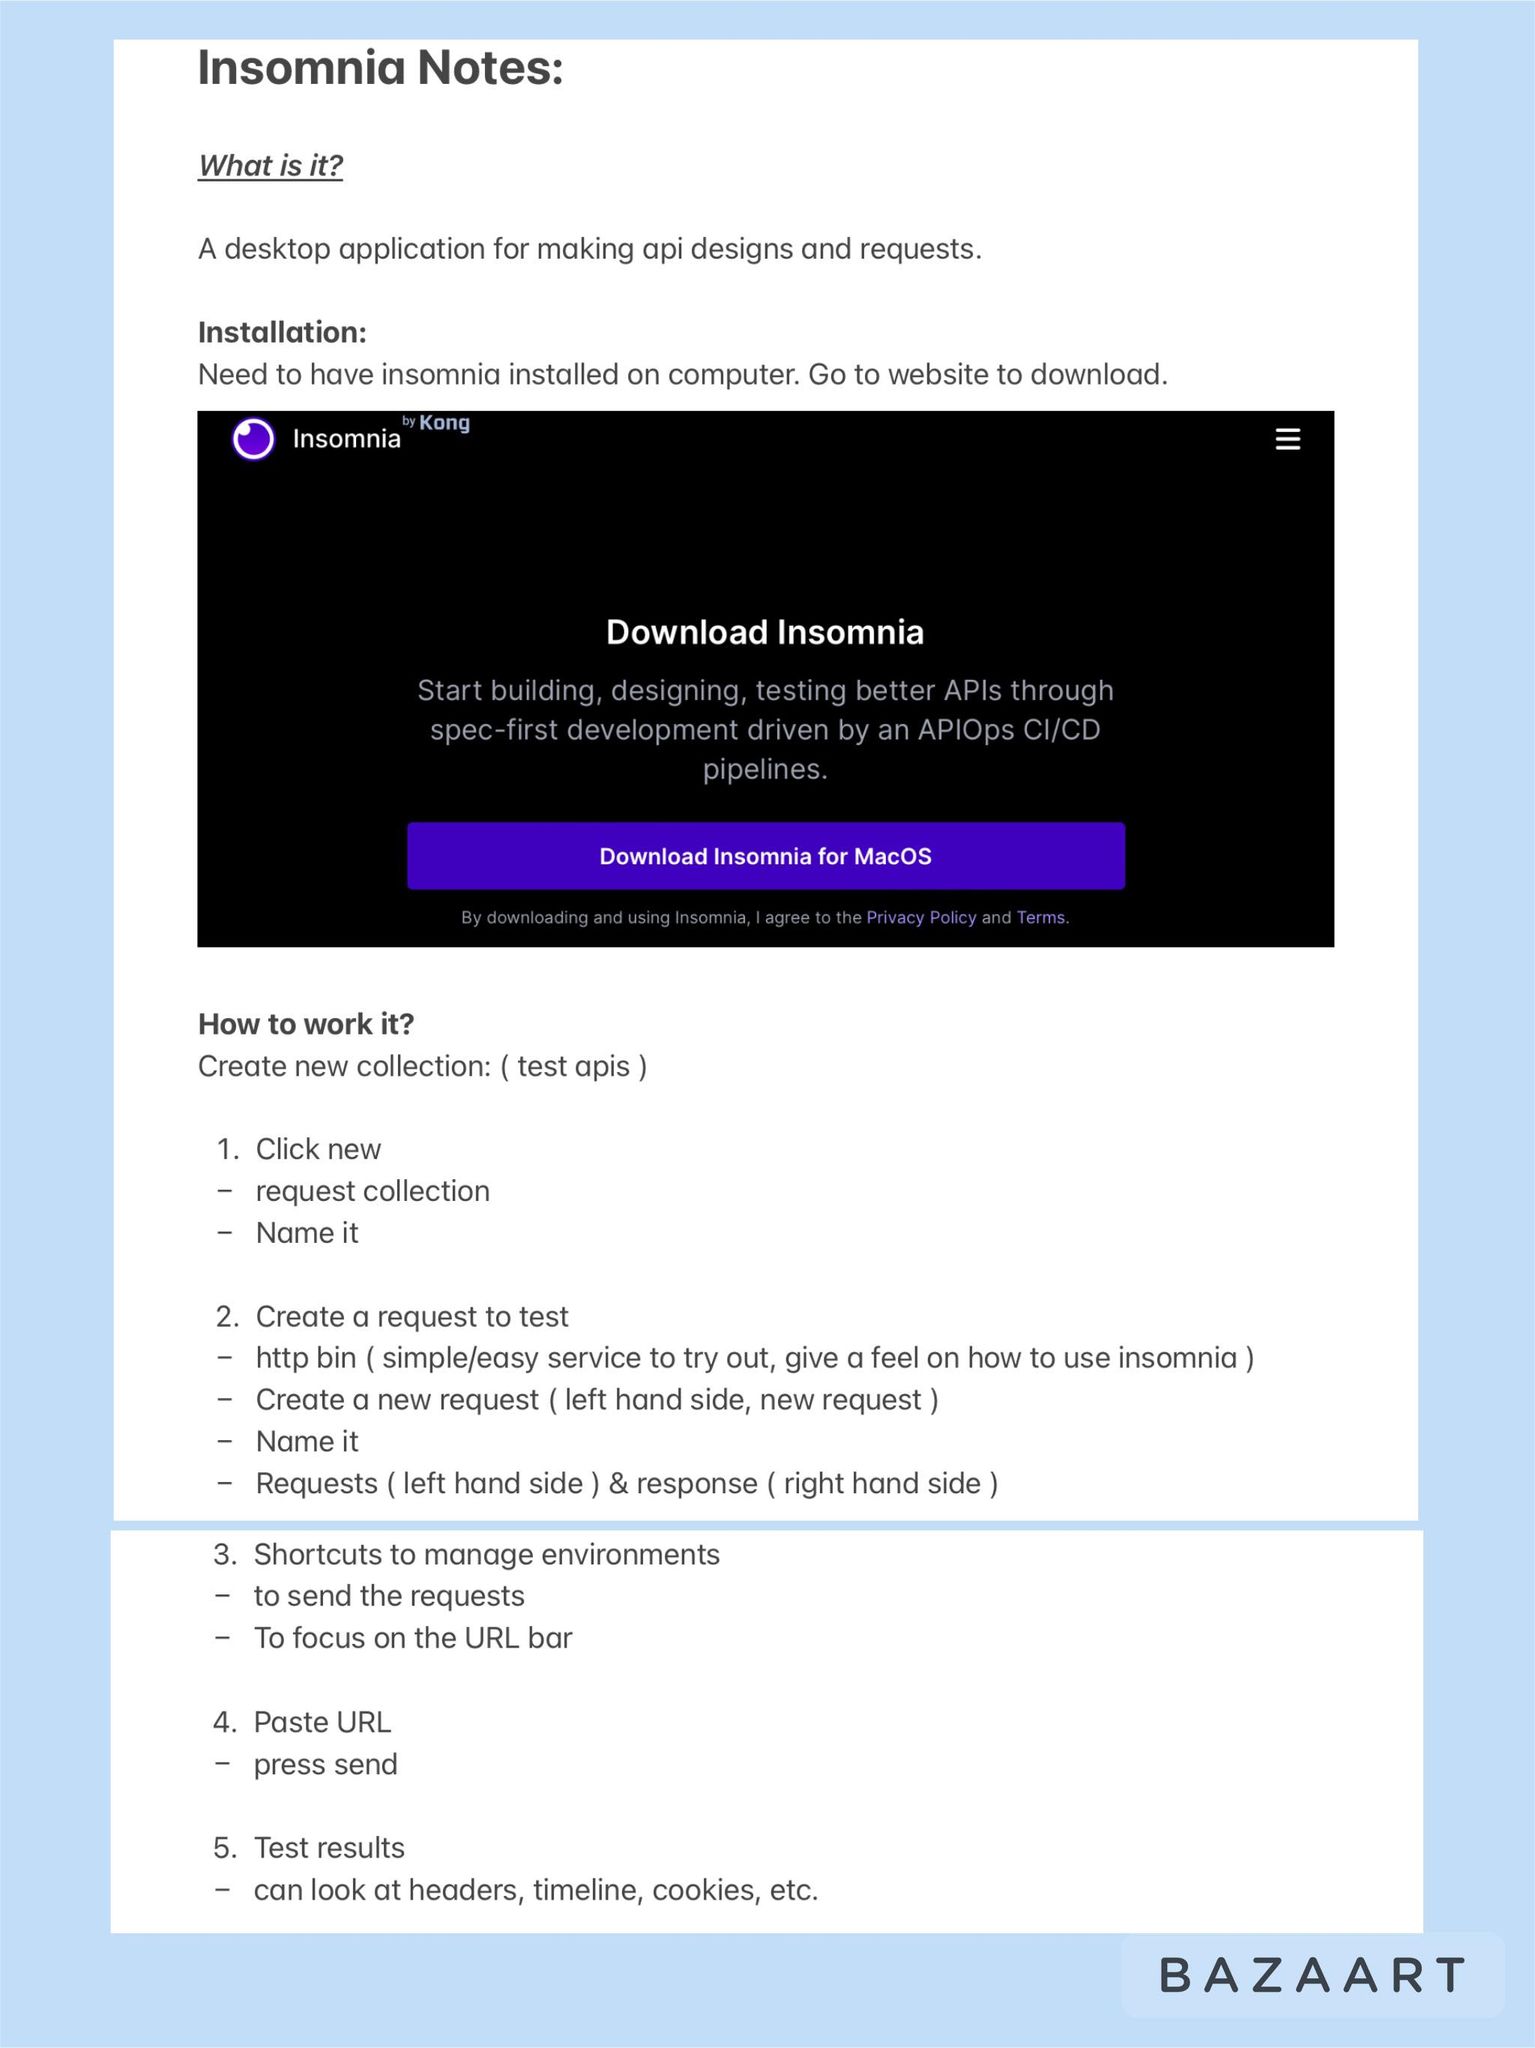 Insomnia Notes:
What is it?
A desktop application for making api designs and requests.
Installation:
Need to have insomnia installed on computer. Go to website to download.
Insomnia by Kong
Download Insomnia
Start building, designing, testing better APIs through
spec-first development driven by an APIOps CI/CD
pipelines.
Download Insomnia for MacOS
By downloading and using Insomnia, I agree to the Privacy Policy and Terms.
How to work it?
Create new collection: ( test apis )
1. Click new
– request collection
– Name it
2. Create a request to test
– http bin ( simple/easy service to try out, give a feel on how to use insomnia )
– Create a new request ( left hand side, new request )
– Name it
– Requests ( left hand side ) & response ( right hand side )
3. Shortcuts to manage environments
– to send the requests
– To focus on the URL bar
4. Paste URL
– press send
5. Test results
– can look at headers, timeline, cookies, etc.
BAZAART